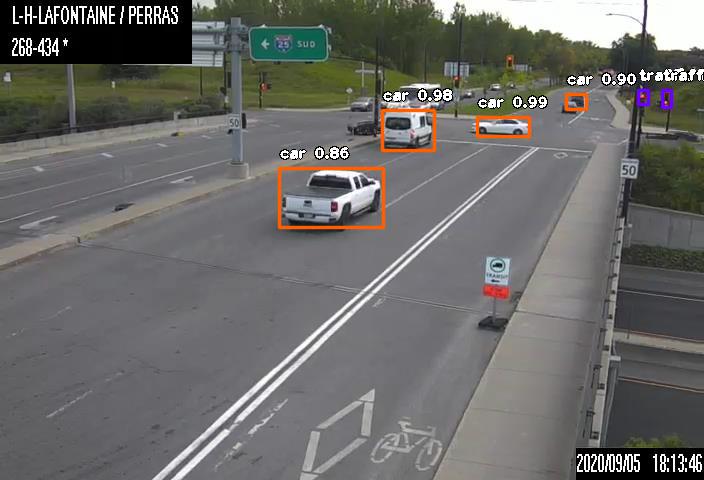 L-H-LAFONTAINE / PERRAS
268-434 *
25 SUD
car 0.90
car 0.98
car 0.99
car 0.86
50
50
TRANSIT
2020/09/05 18:13:46